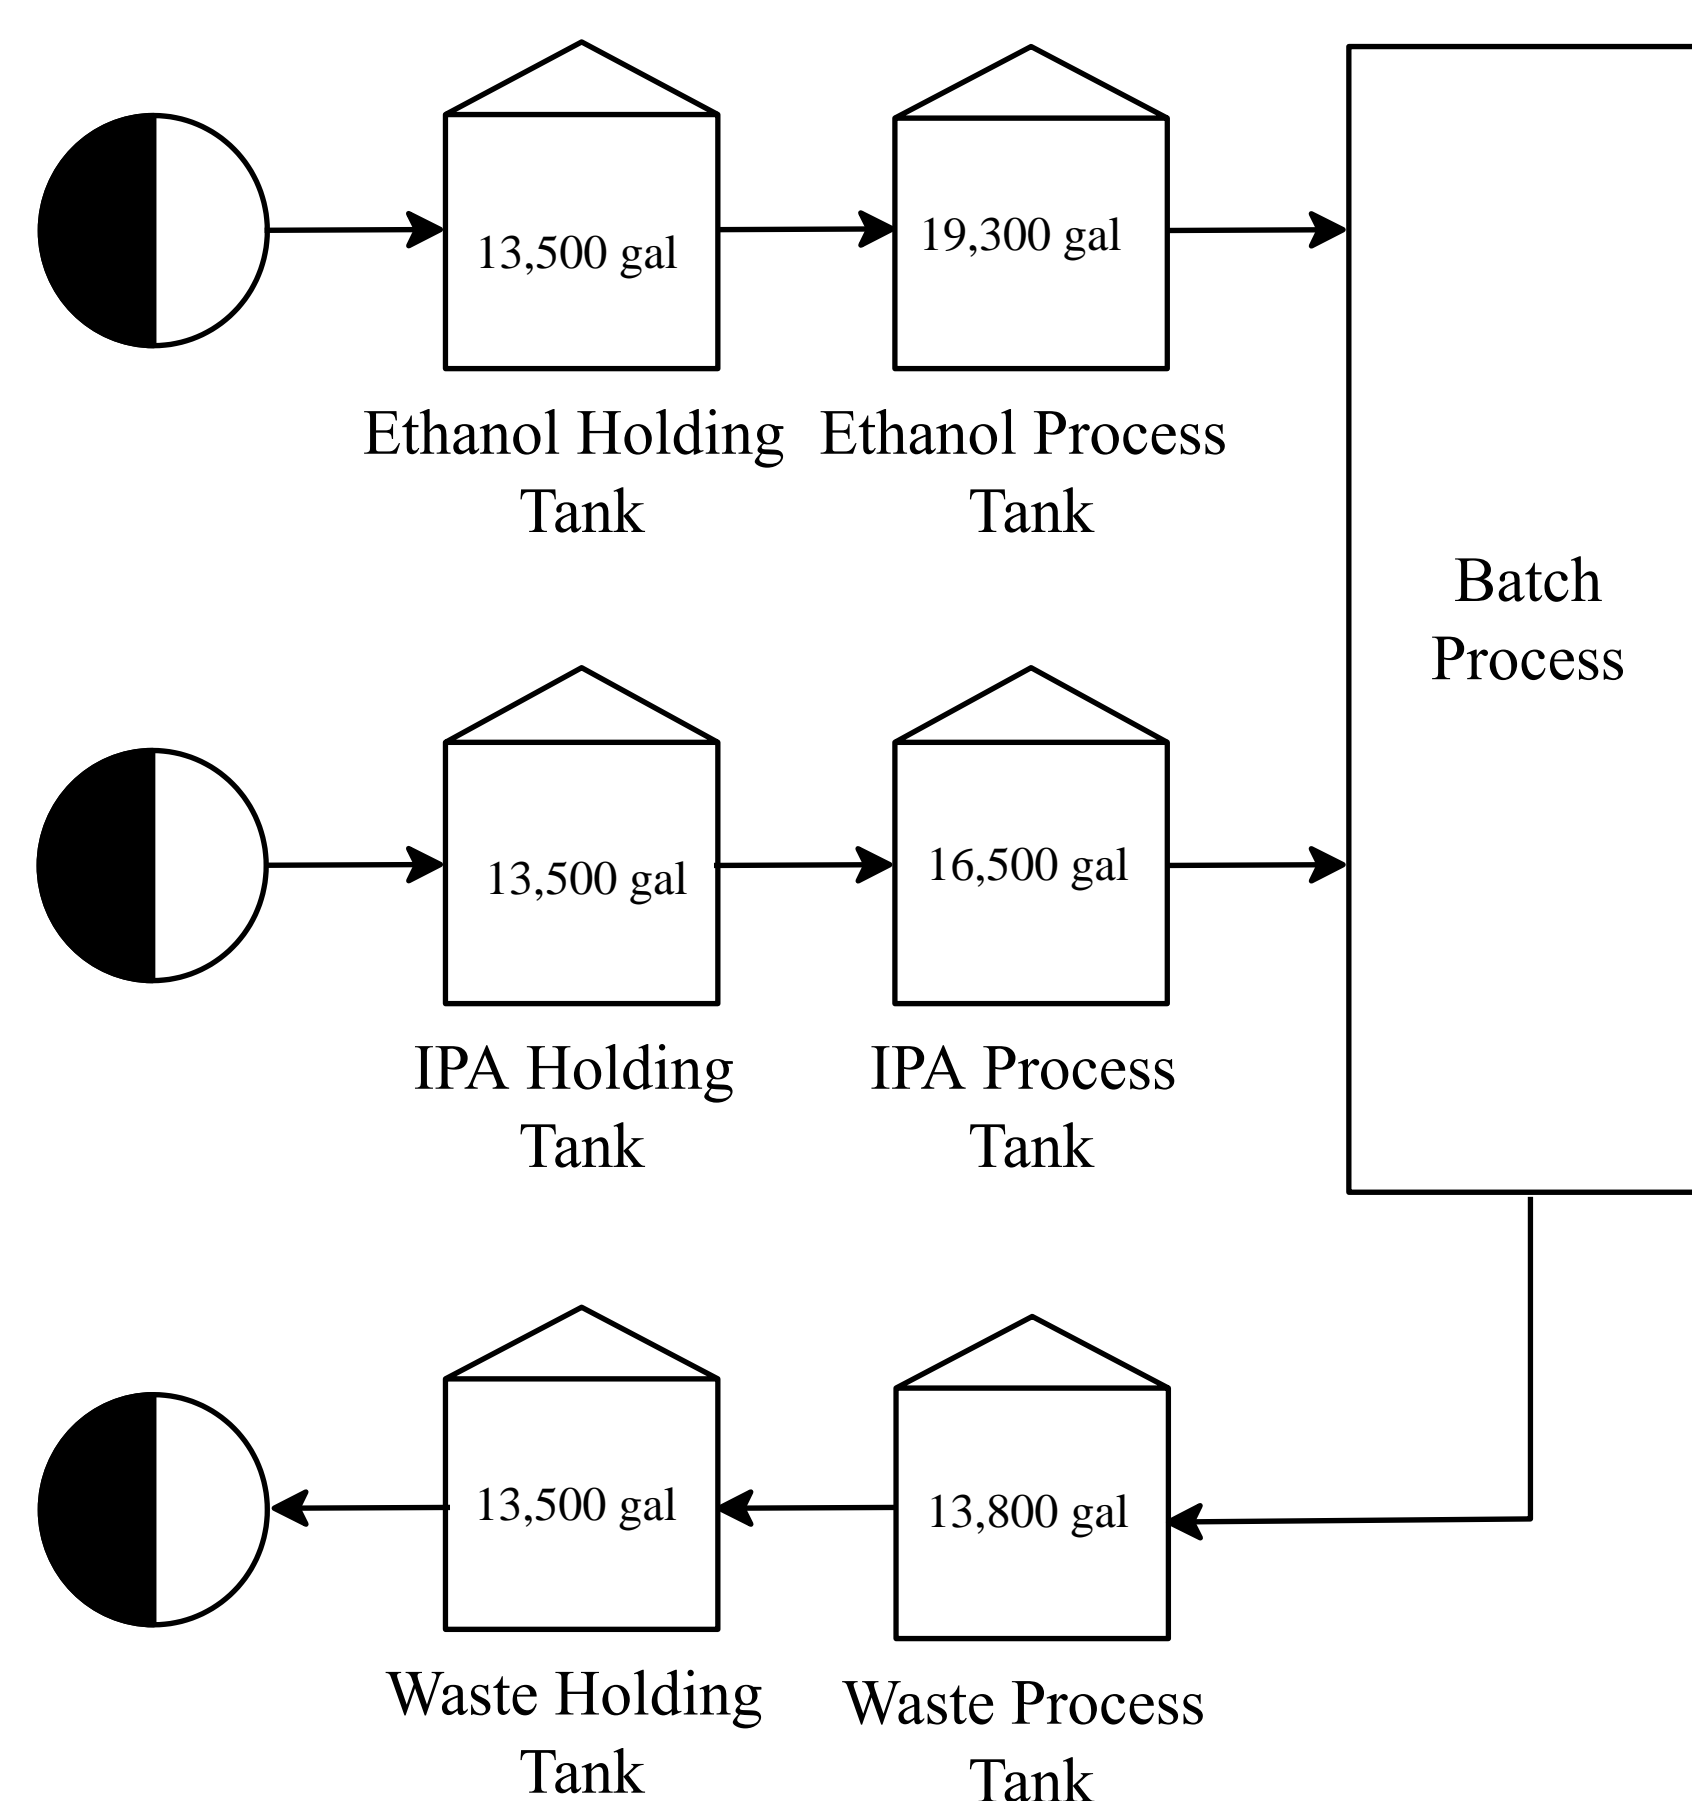 13,500 gal
19,300 gal
Ethanol Holding
Tank
Ethanol Process
Tank
Batch
Process
13,500 gal
16,500 gal
IPA Holding
Tank
IPA Process
Tank
13,500 gal
13,800 gal
Waste Holding
Tank
Waste Process
Tank